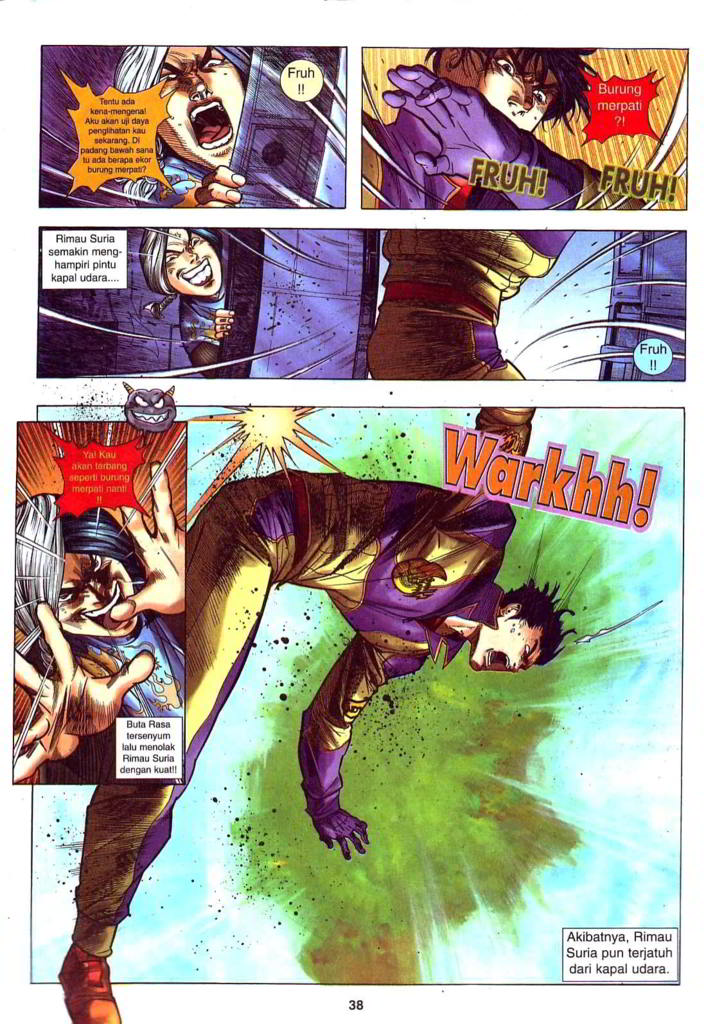 Tentu ada
kena-mengena!
Aku akan uji daya
penglihatan kau
sekarang. Di
padang bawah sana
tu ada berapa ekor
burung merpati?
Fruh
!!
Burung
merpati
?!
FRUH!
FRUH!
Rimau Suria
semakin meng-
hampiri pintu
kapal udara....
Fruh
!!
Ya! Kau
akan terbang
seperti burung
merpati nanti!
!!
Warkhh!
Buta Rasa
tersenyum
lalu menolak
Rimau Suria
dengan kuat!!
Akibatnya, Rimau
Suria pun terjatuh
dari kapal udara.
38